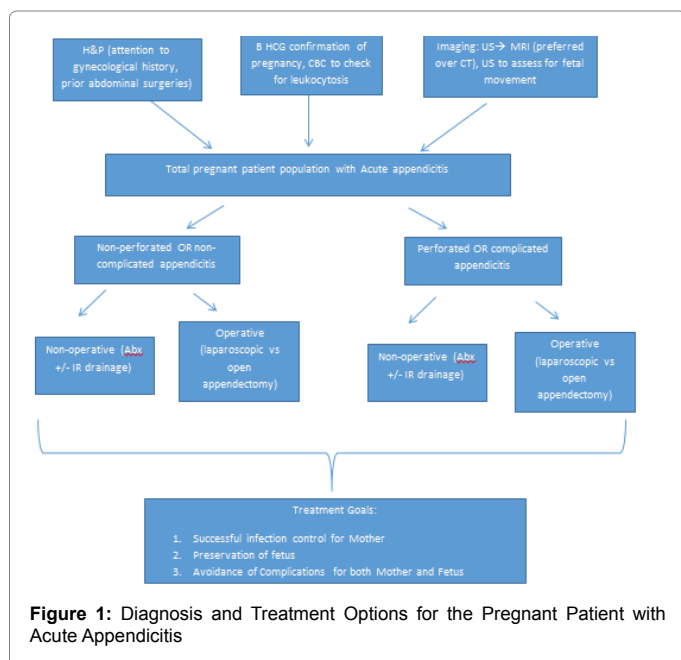 H&P (attention to
gynecological history,
prior abdominal surgeries)
B HCG confirmation of
pregnancy, CBC to check
for leukocytosis
Imaging: US→ MRI (preferred
over CT), US to assess for fetal
movement
Total pregnant patient population with Acute appendicitis
Non-perforated OR non-
complicated appendicitis
Perforated OR complicated
appendicitis
Non-operative (Abx
+/- IR drainage)
Operative
(laparoscopic vs
open
appendectomy)
Non-operative (Abx
+/- IR drainage)
Operative
(laparoscopic vs
open
appendectomy)
Treatment Goals:
1. Successful infection control for Mother
2. Preservation of fetus
3. Avoidance of Complications for both Mother and Fetus
Figure 1: Diagnosis and Treatment Options for the Pregnant Patient with
Acute Appendicitis